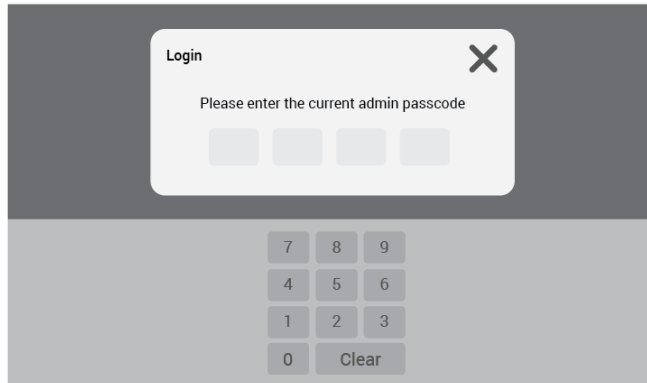 Login
Please enter the current admin passcode
7 8 9
4 5 6
1 2 3
0 Clear